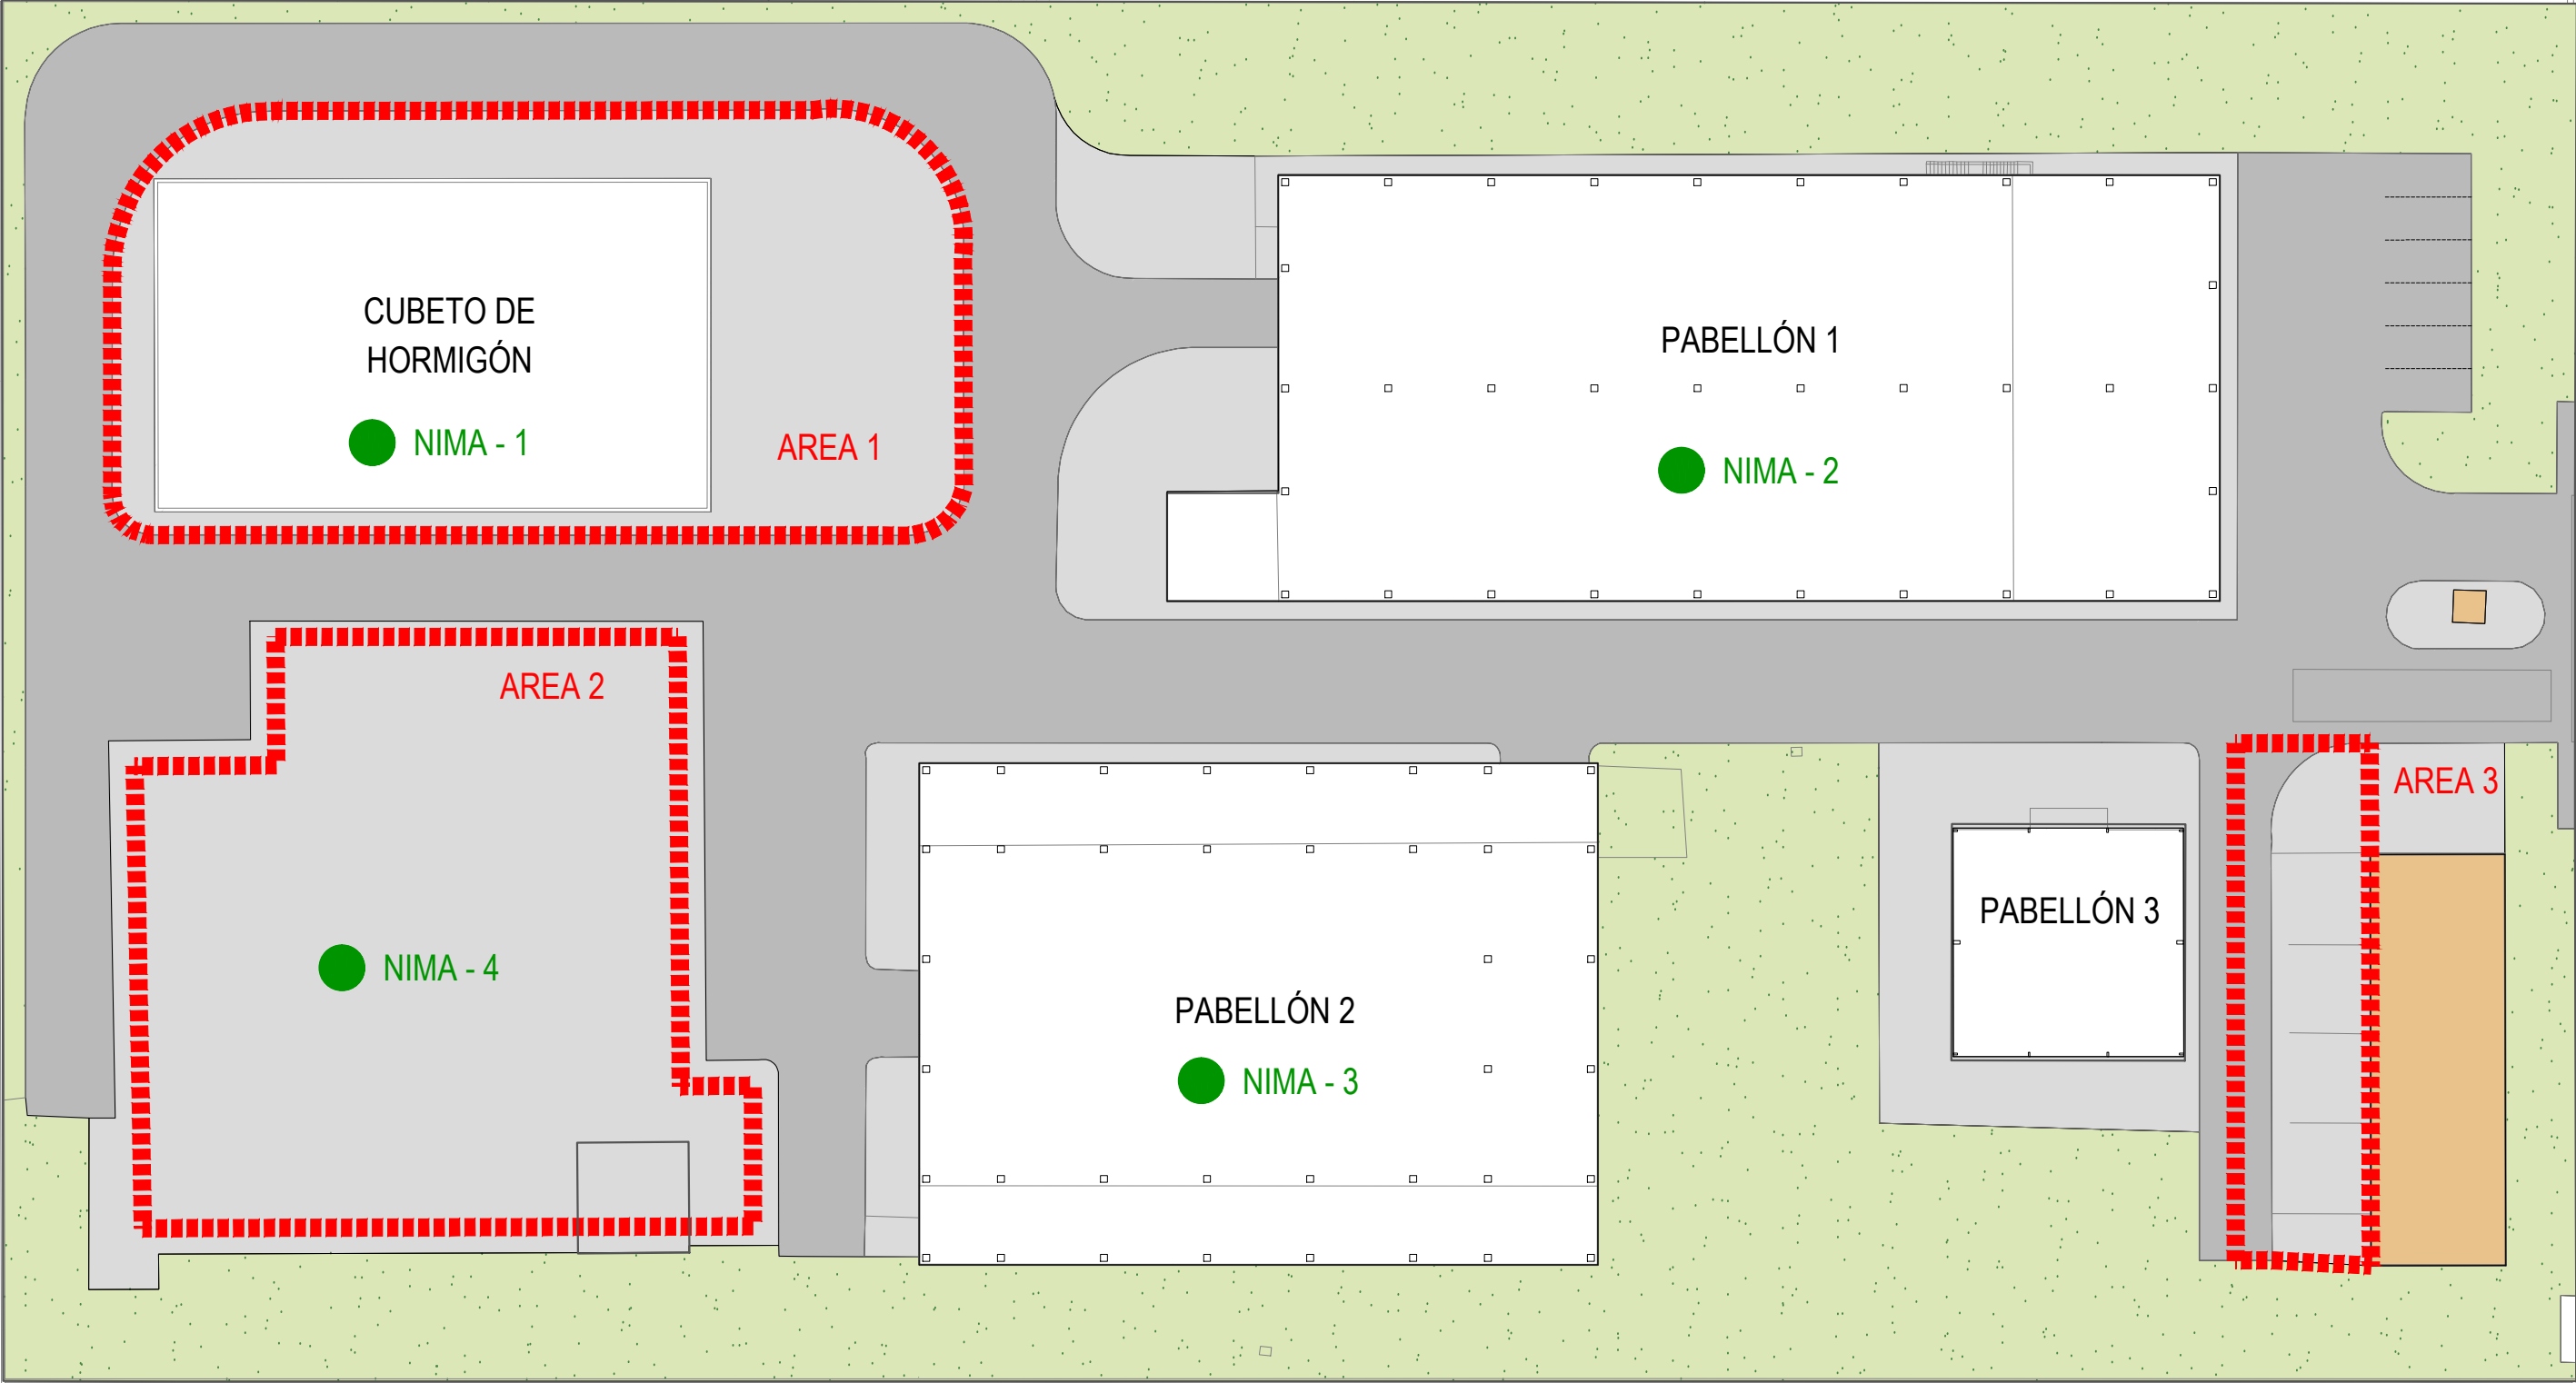 CUBETO DE
HORMIGÓN
NIMA - 1
AREA 1
PABELLÓN 1
NIMA - 2
AREA 2
NIMA - 4
PABELLÓN 2
NIMA - 3
PABELLÓN 3
AREA 3